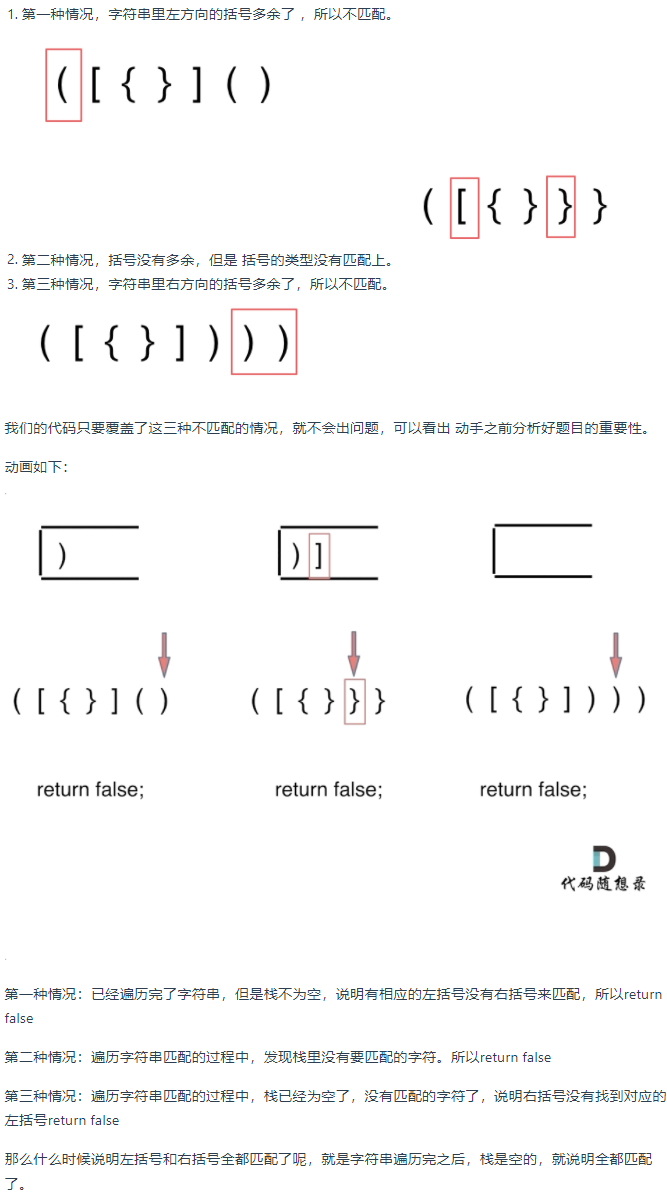 1. 第一种情况，字符串里左方向的括号多余了 ，所以不匹配。
( [ { } ] ( )
( [ { } } }
2. 第二种情况，括号没有多余，但是 括号的类型没有匹配上。
3. 第三种情况，字符串里右方向的括号多余了，所以不匹配。
( [ { } ] ) ) )
我们的代码只要覆盖了这三种不匹配的情况，就不会出问题，可以看出 动手之前分析好题目的重要性。
动画如下：
) ) ]
( [ { } ] ( ) ( [ { } } } ( [ { } ] ) ) )
return false; return false; return false;
代码随想录
第一种情况：已经遍历完了字符串，但是栈不为空，说明有相应的左括号没有右括号来匹配，所以return
false
第二种情况：遍历字符串匹配的过程中，发现栈里没有要匹配的字符。所以return false
第三种情况：遍历字符串匹配的过程中，栈已经为空了，没有匹配的字符了，说明右括号没有找到对应的
左括号return false
那么什么时候说明左括号和右括号全都匹配了呢，就是字符串遍历完之后，栈是空的，就说明全都匹配
了。